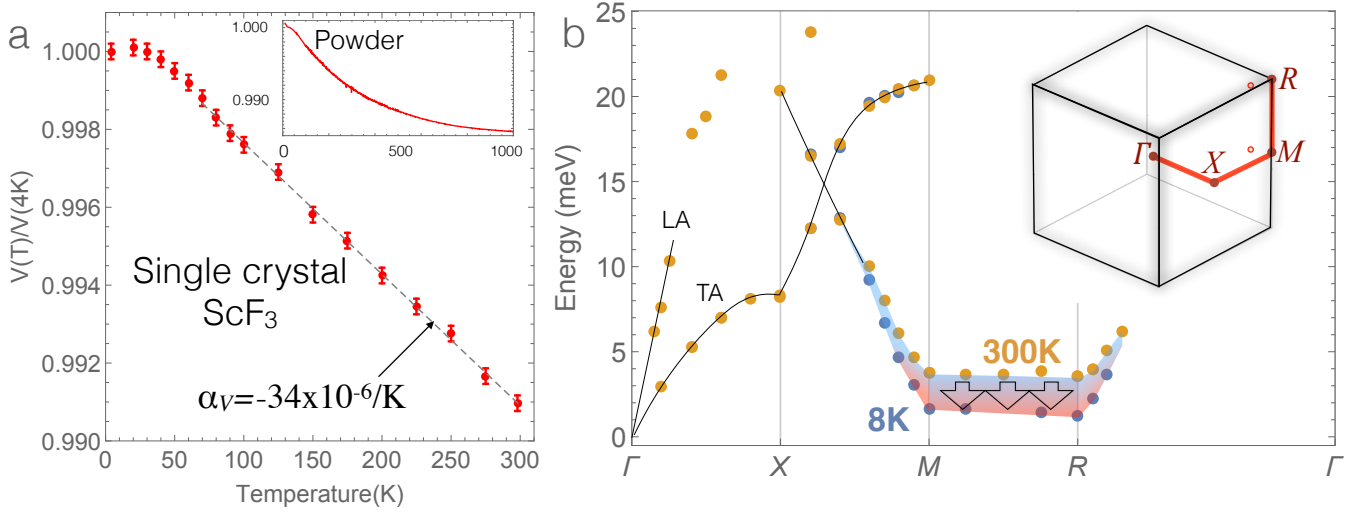 a
V(T)/V(4K)
1.000
0.998
0.996
0.994
0.992
0.990
0
50
100
150
200
250
300
Temperature(K)
Powder
1.000
0.990
0
500
1000
Single crystal
ScF3
αV=-34x10-6/K
b
Energy (meV)
25
20
15
10
5
0
LA
TA
300K
8K
Γ
X
M
R
Γ
R
Γ
X
M